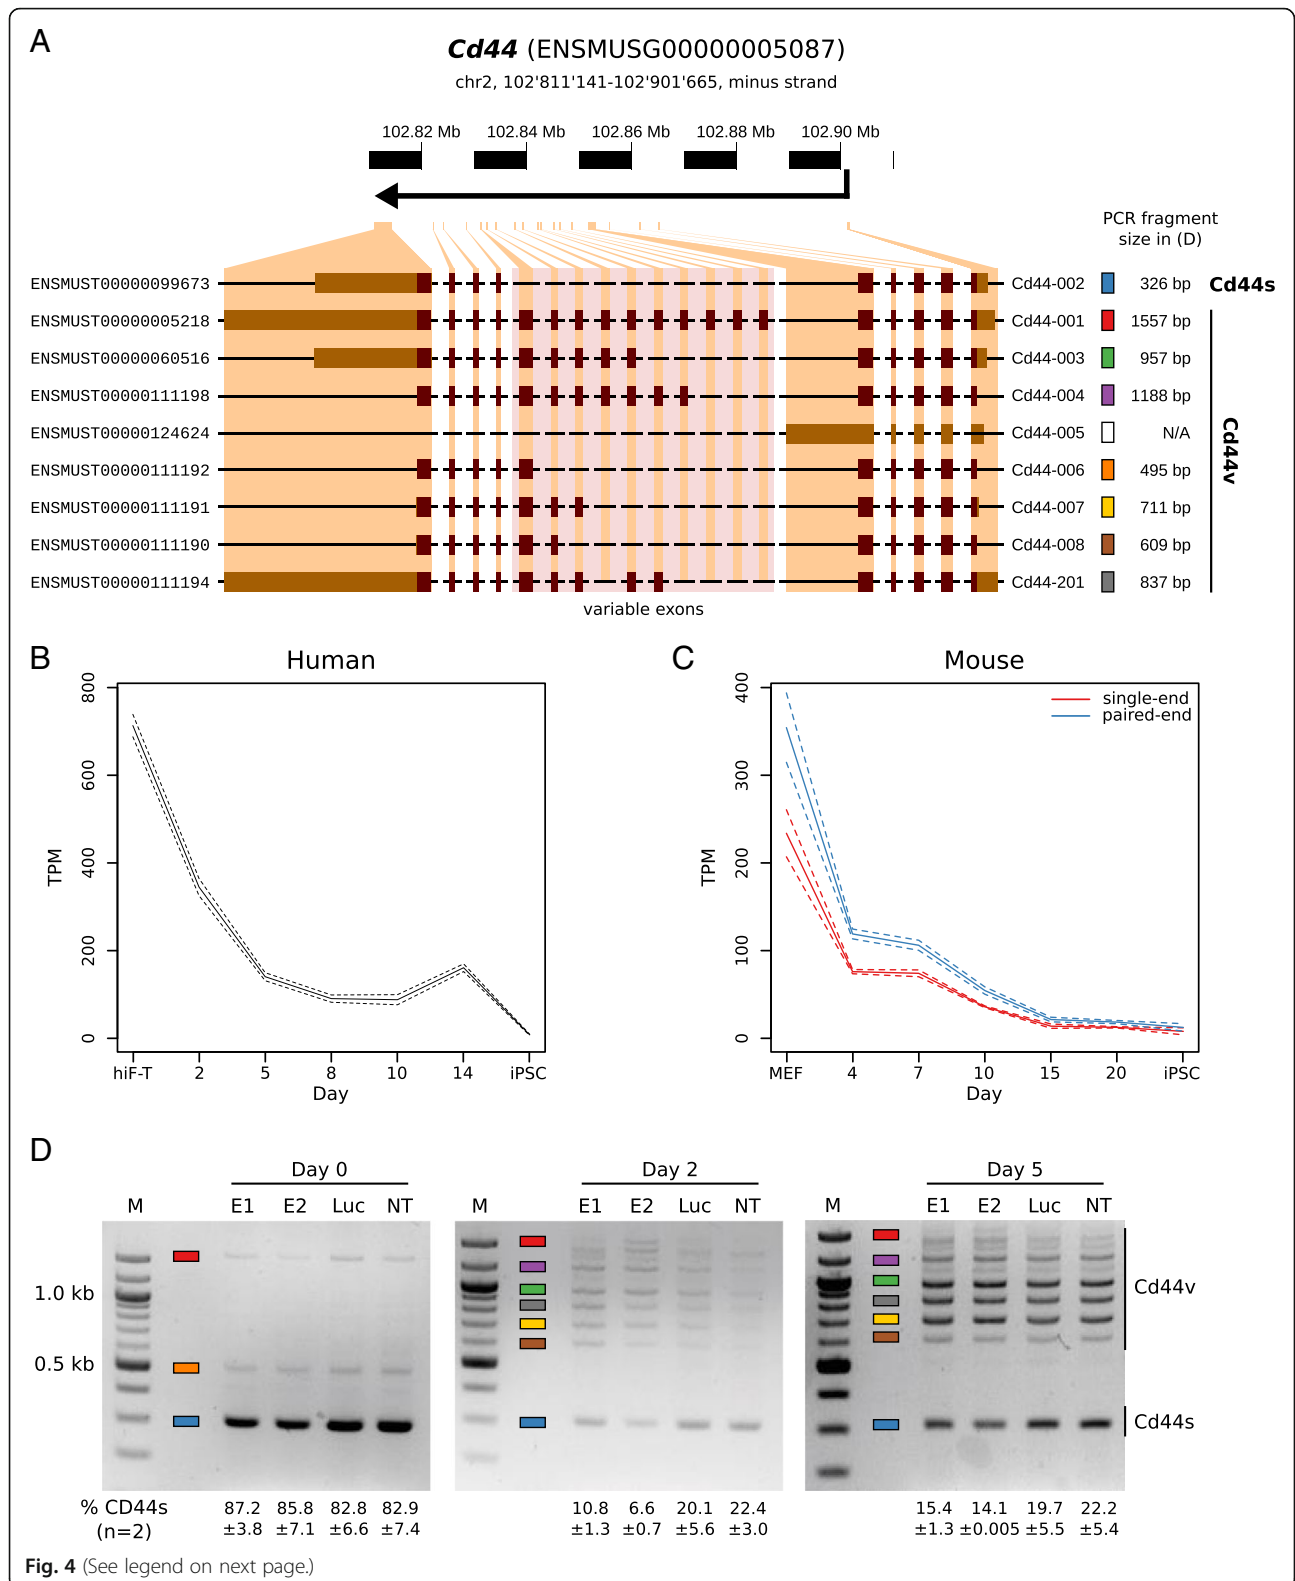 A
Cd44 (ENSMUSG00000005087)
chr2, 102'811'141-102'901'665, minus strand
102.82 Mb 102.84 Mb 102.86 Mb 102.88 Mb 102.90 Mb
PCR fragment
size in (D)
ENSMUST00000099673 Cd44-002 326 bp Cd44s
ENSMUST00000005218 Cd44-001 1557 bp
ENSMUST00000060516 Cd44-003 957 bp
ENSMUST00000111198 Cd44-004 1188 bp
ENSMUST00000124624 Cd44-005 N/A
ENSMUST00000111192 Cd44-006 495 bp
ENSMUST00000111191 Cd44-007 711 bp
ENSMUST00000111190 Cd44-008 609 bp
ENSMUST00000111194 Cd44-201 837 bp
Cd44v
variable exons
B
Human
800
600
400
200
0
TPM
hiF-T 2 5 8 10 14 iPSC
Day
C
Mouse
single-end
paired-end
400
300
200
100
0
TPM
MEF 4 7 10 15 20 iPSC
Day
D
Day 0 Day 2 Day 5
M E1 E2 Luc NT M E1 E2 Luc NT M E1 E2 Luc NT
1.0 kb
0.5 kb
Cd44v
Cd44s
% CD44s 87.2 85.8 82.8 82.9 10.8 6.6 20.1 22.4 15.4 14.1 19.7 22.2
(n=2) ±3.8 ±7.1 ±6.6 ±7.4 ±1.3 ±0.7 ±5.6 ±3.0 ±1.3 ±0.005 ±5.5 ±5.4
Fig. 4 (See legend on next page.)